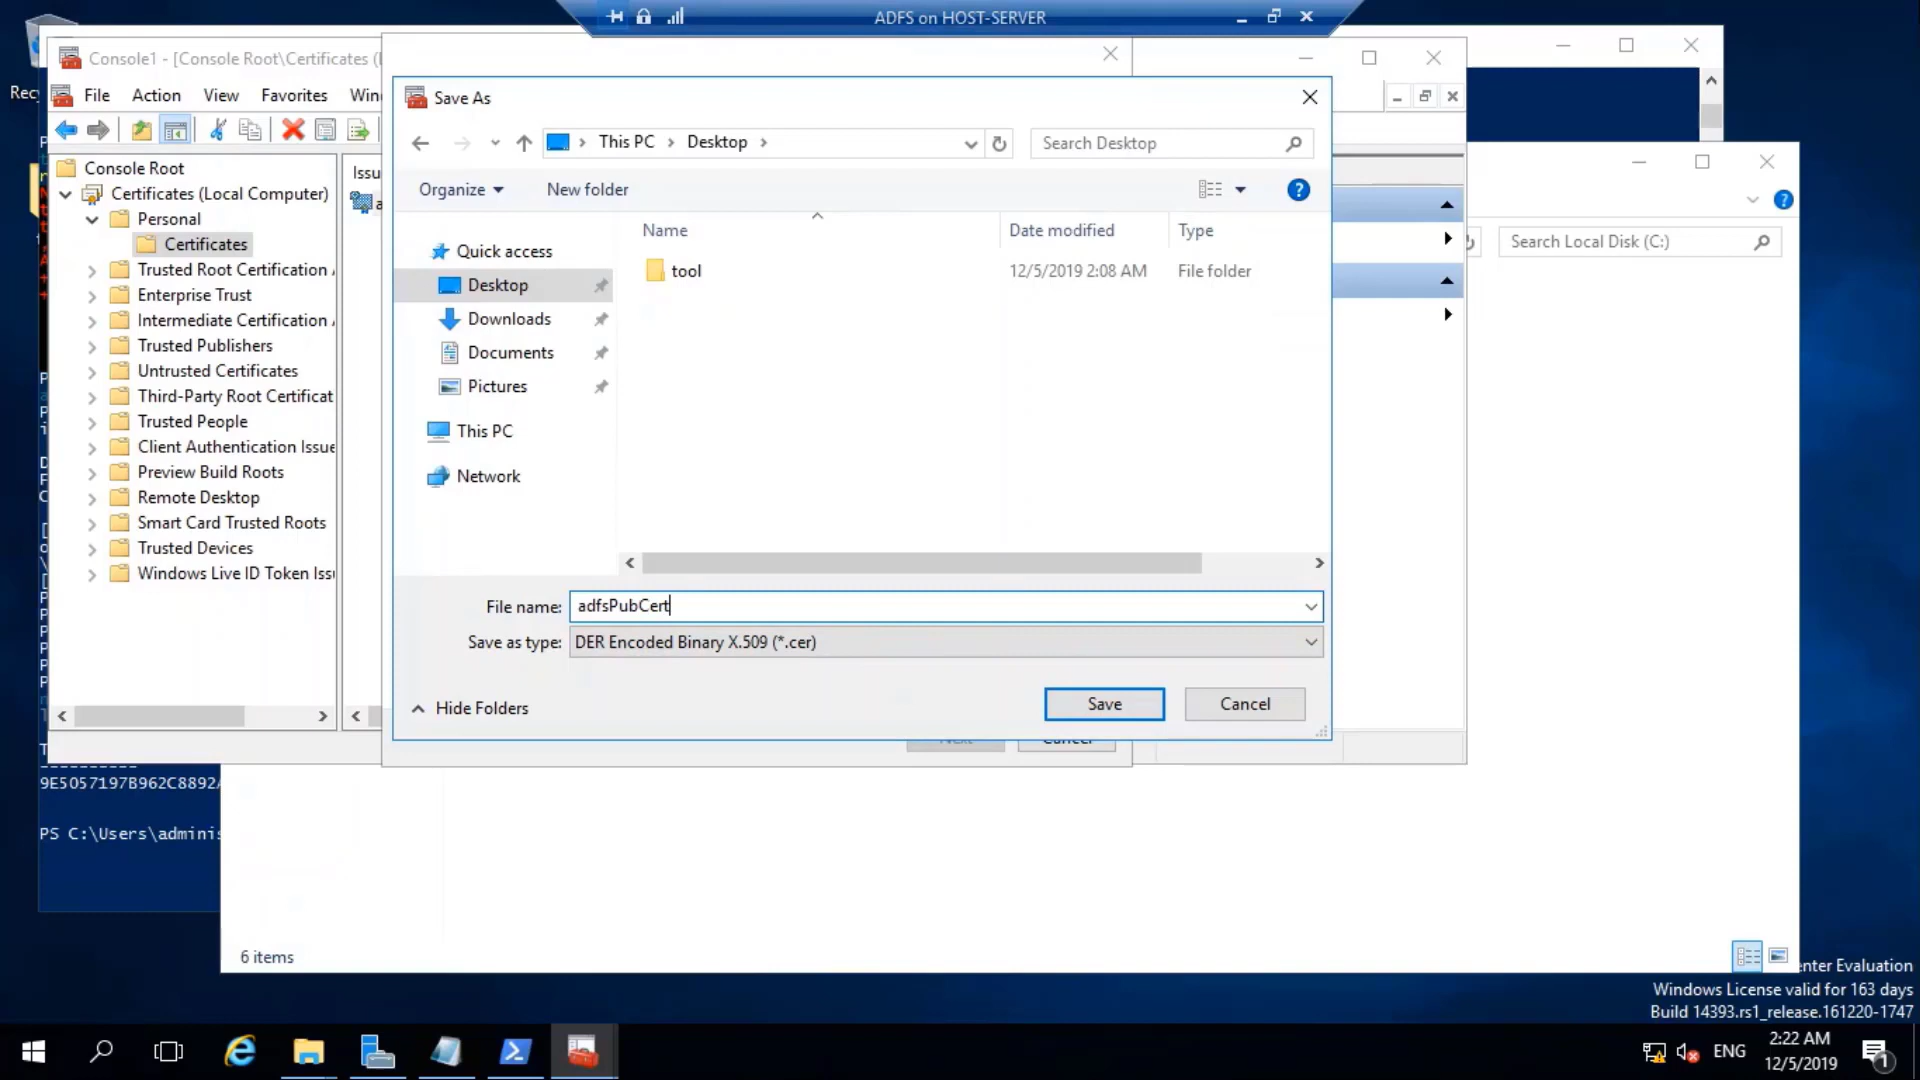 ADFS on HOST-SERVER
Console1 - [Console Root\Certificates (
File Action View Favorites
Save As
This PC
Desktop
Search Desktop
Organize
New folder
Console Root
Certificates (Local Computer)
Personal
Certificates
Trusted Root Certification
Enterprise Trust
Intermediate Certification
Trusted Publishers
Untrusted Certificates
Third-Party Root Certificat
Trusted People
Client Authentication Issue
Preview Build Roots
Remote Desktop
Smart Card Trusted Roots
Trusted Devices
Windows Live ID Token Iss
Quick access
Desktop
Downloads
Documents
Pictures
This PC
Network
Name Date modified Type
tool 12/5/2019 2:08 AM File folder
Search Local Disk (C:)
File name: adfsPubCert
Save as type: DER Encoded Binary X.509 (*.cer)
Hide Folders
Save
Cancel
9E5057197B962C8892
PS C:\Users\adminis
6 items
enter Evaluation
Windows License valid for 163 days
Build 14393.rs1_release.161220-1747
ENG
2:22 AM
12/5/2019
1